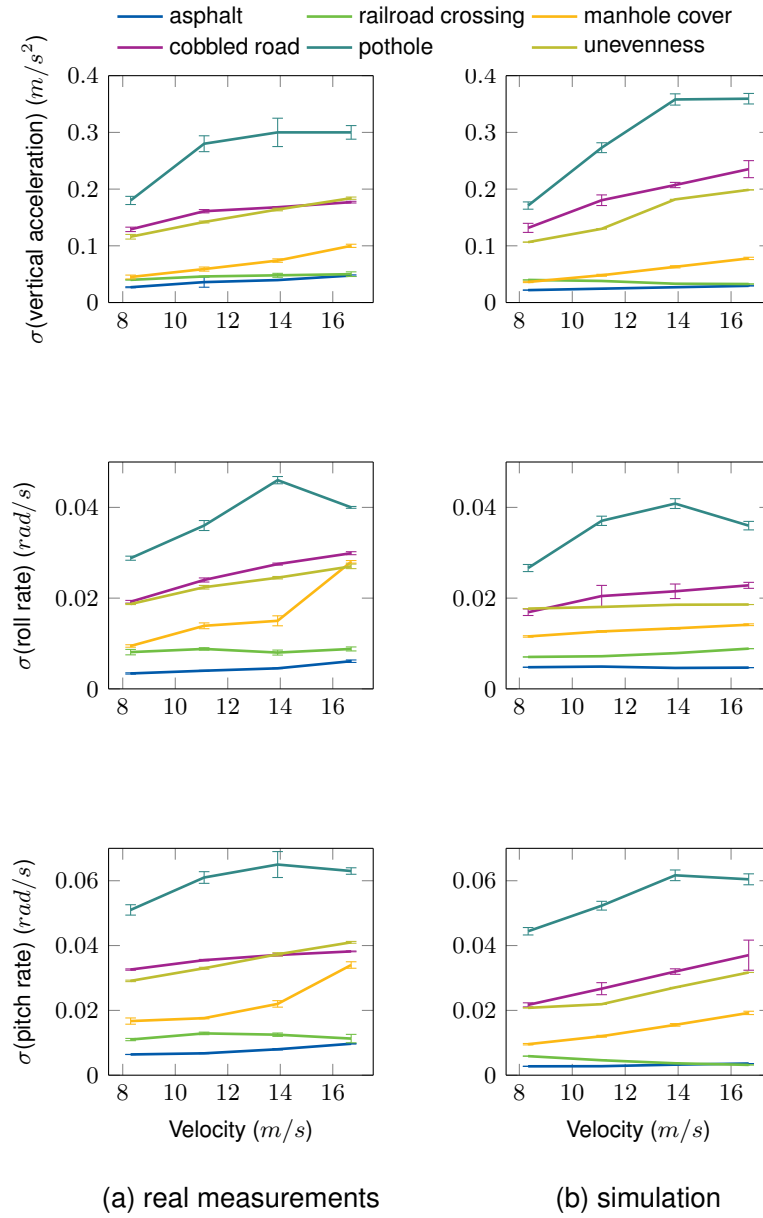 asphalt railroad crossing manhole cover
cobbled road pothole unevenness
σ(vertical acceleration) (m/s²)
0.4
0.3
0.2
0.1
0
8 10 12 14 16
0.4
0.3
0.2
0.1
0
8 10 12 14 16
σ(roll rate) (rad/s)
0.04
0.02
0
8 10 12 14 16
0.04
0.02
0
8 10 12 14 16
σ(pitch rate) (rad/s)
0.06
0.04
0.02
0
8 10 12 14 16
Velocity (m/s)
0.06
0.04
0.02
0
8 10 12 14 16
Velocity (m/s)
(a) real measurements
(b) simulation